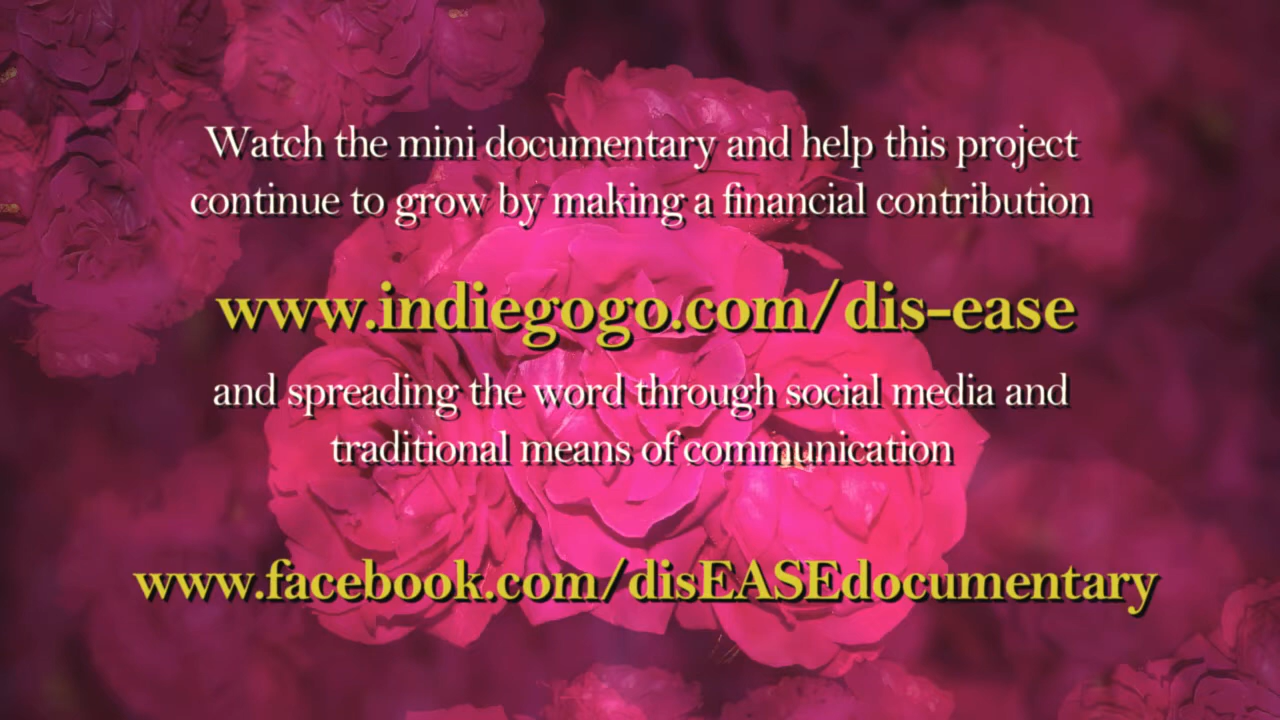 Watch the mini documentary and help this project
continue to grow by making a financial contribution
www.indiegogo.com/dis-ease
and spreading the word through social media and
traditional means of communication
www.facebook.com/disEASEdocumentary